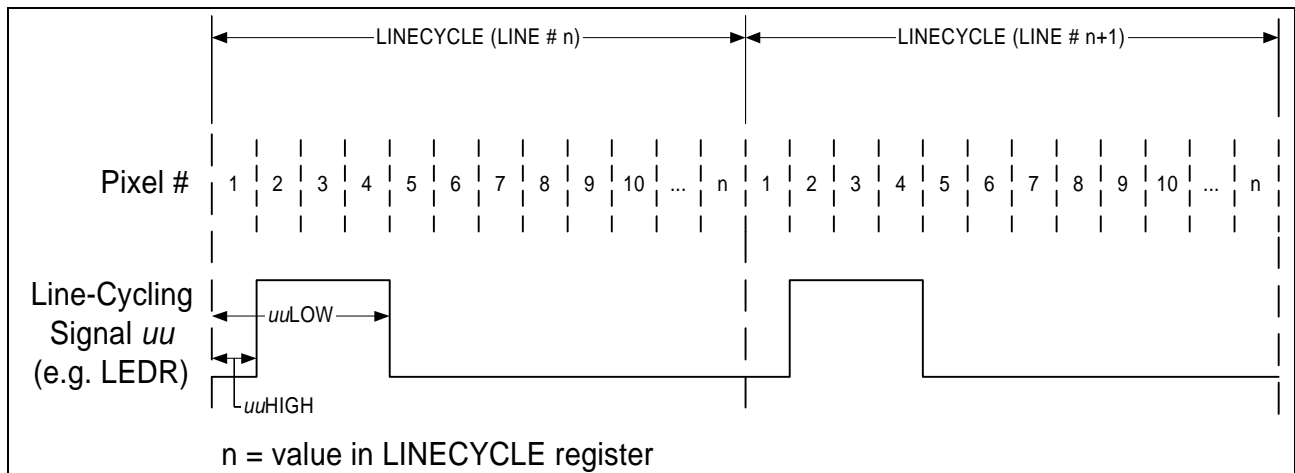 LINECYCLE (LINE # n) LINECYCLE (LINE # n+1)
Pixel # 1 2 3 4 5 6 7 8 9 10 ... n 1 2 3 4 5 6 7 8 9 10 ... n
Line-Cycling
Signal uu
(e.g. LEDR)
uuLOW
uuHIGH
n = value in LINECYCLE register